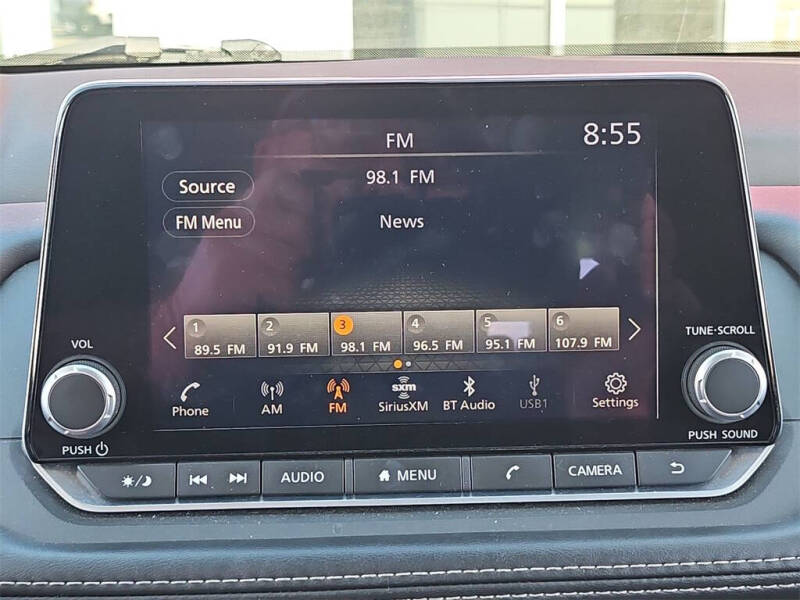 FM
8:55
98.1 FM
Source
FM Menu
News
1 2 3 4 5 6
89.5 FM 91.9 FM 98.1 FM 96.5 FM 95.1 FM 107.9 FM
Phone
AM
FM
sxm
SiriusXM
BT Audio
USB1
Settings
VOL
PUSH
TUNE·SCROLL
PUSH SOUND
AUDIO
MENU
CAMERA